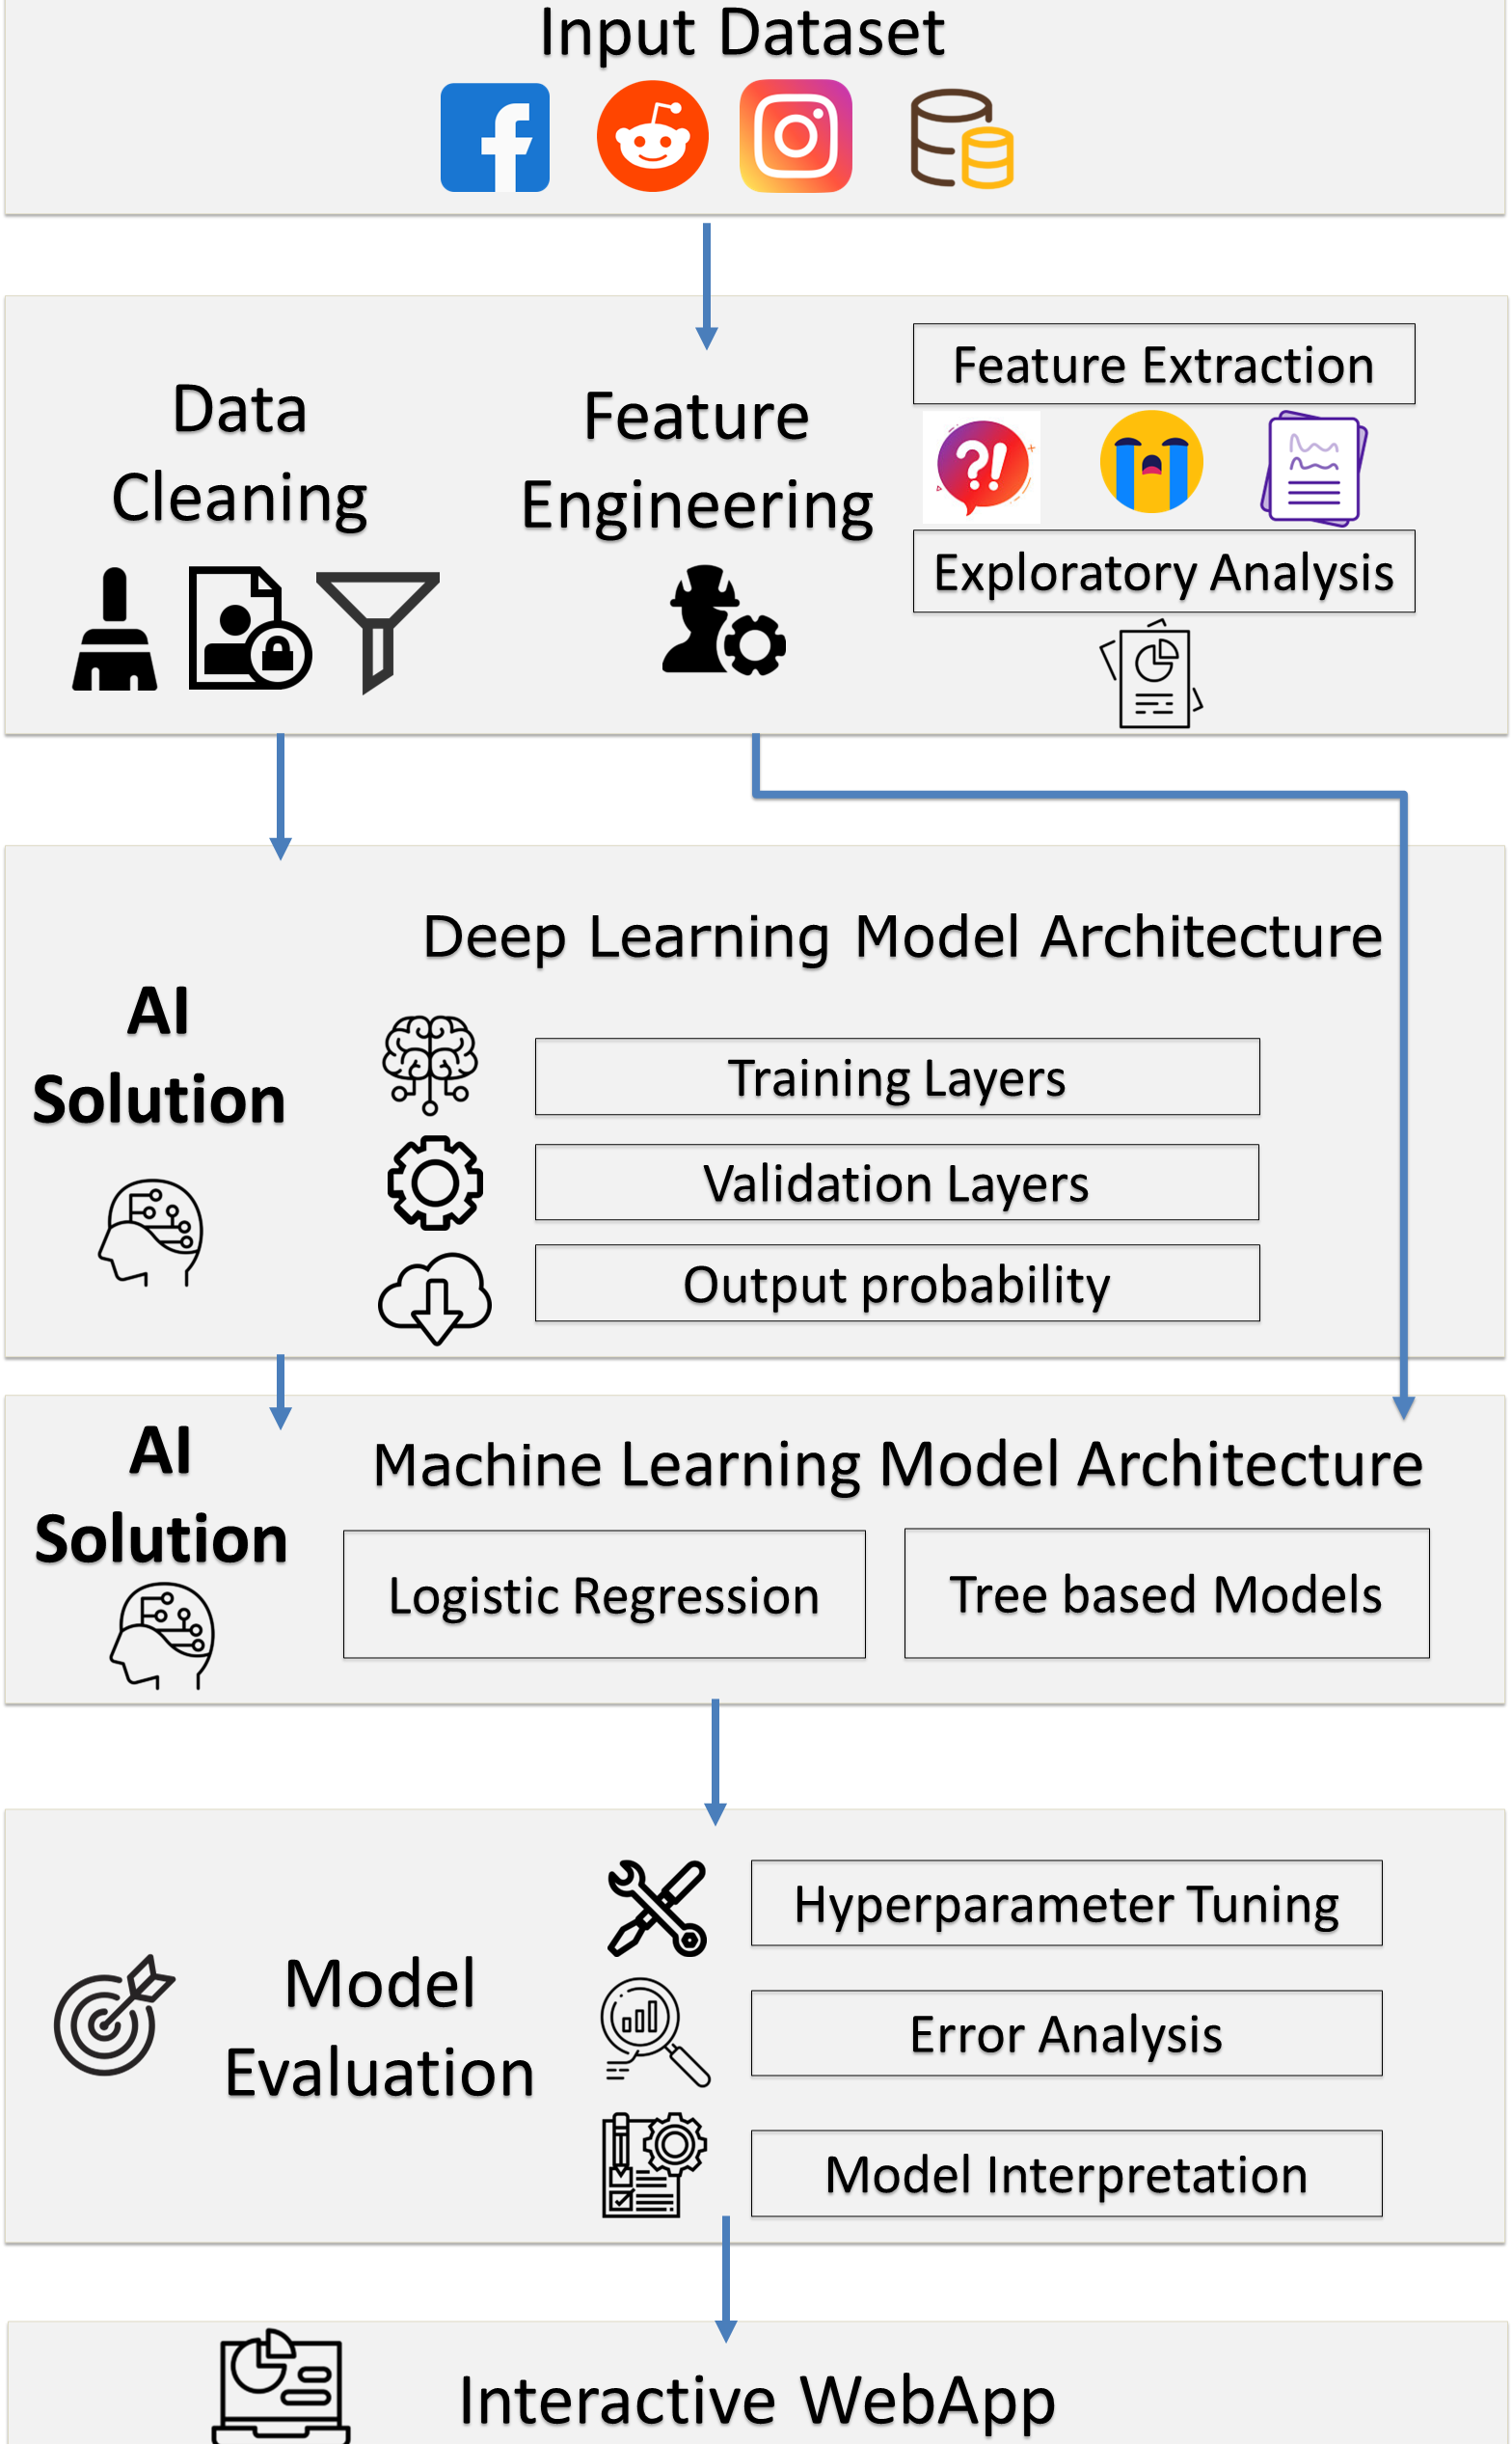 Input Dataset
Data
Cleaning
Feature
Engineering
Feature Extraction
?!
Exploratory Analysis
AI
Solution
Deep Learning Model Architecture
Training Layers
Validation Layers
Output probability
AI
Solution
Machine Learning Model Architecture
Logistic Regression
Tree based Models
Model
Evaluation
Hyperparameter Tuning
Error Analysis
Model Interpretation
Interactive WebApp